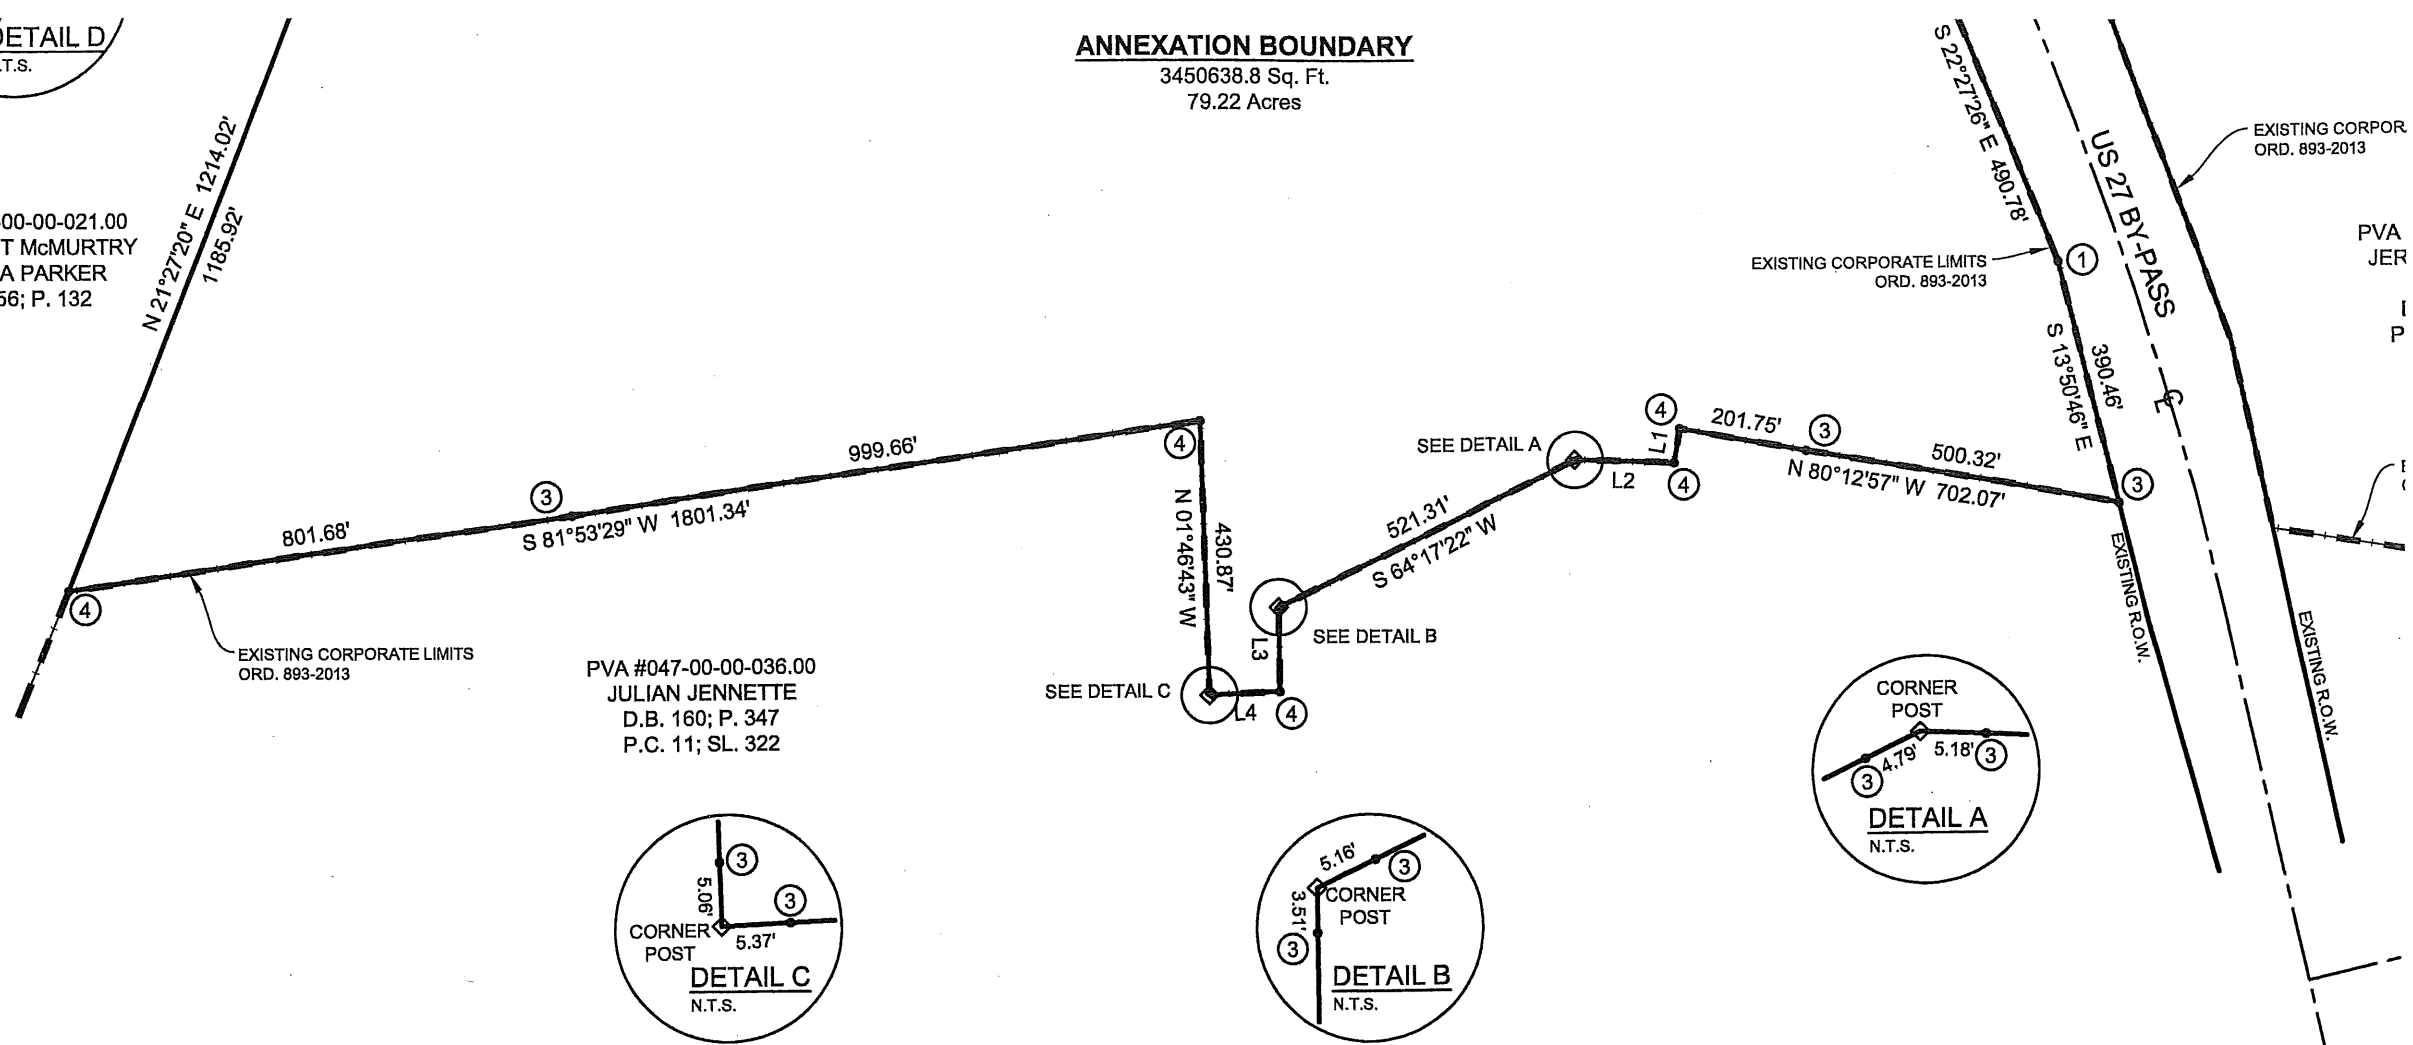 DETAIL D
N.T.S.
ANNEXATION BOUNDARY
3450638.8 Sq. Ft.
79.22 Acres
N 21°27'20" E 1214.02'
1185.92'
-00-00-021.00
T McMURTRY
A PARKER
56; P. 132
S 22°27'26" E 490.78'
US 27 BY-PASS
EXISTING CORPOR
ORD. 893-2013
EXISTING CORPORATE LIMITS
ORD. 893-2013
1
PVA
JER
P
S 13°50'46" E
390.46'
CL
801.68'
3
999.66'
S 81°53'29" W 1801.34'
4
4
EXISTING CORPORATE LIMITS
ORD. 893-2013
N 01°46'43" W
430.87'
SEE DETAIL A
4
L1
L2
4
201.75'
3
500.32'
N 80°12'57" W 702.07'
3
521.31'
S 64°17'22" W
SEE DETAIL B
L3
SEE DETAIL C
L4
4
EXISTING R.O.W.
EXISTING R.O.W.
PVA #047-00-00-036.00
JULIAN JENNETTE
D.B. 160; P. 347
P.C. 11; SL. 322
CORNER
POST
4.79'
5.18'
3
3
DETAIL A
N.T.S.
3
5.06'
3
CORNER
POST
5.37'
DETAIL C
N.T.S.
5.16'
3
CORNER
POST
3.51'
3
DETAIL B
N.T.S.